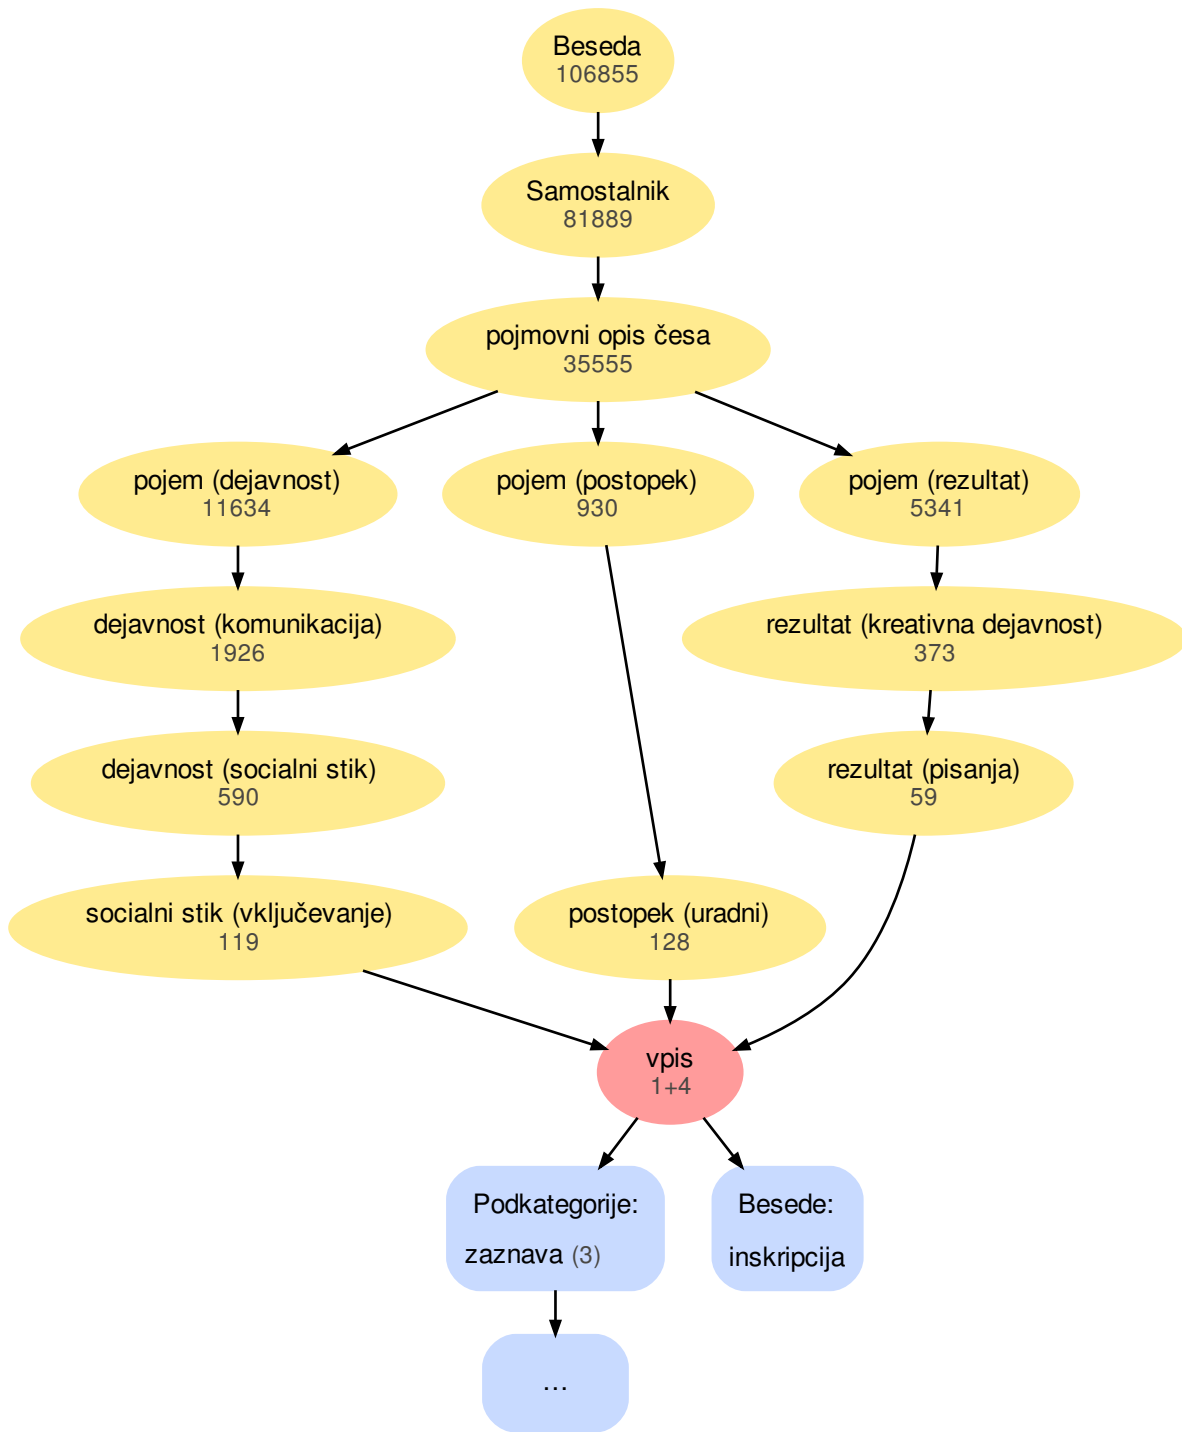 Beseda
106855
Samostalnik
81889
pojmovni opis česa
35555
pojem (dejavnost)
11634
pojem (postopek)
930
pojem (rezultat)
5341
dejavnost (komunikacija)
1926
rezultat (kreativna dejavnost)
373
dejavnost (socialni stik)
590
rezultat (pisanja)
59
socialni stik (vključevanje)
119
postopek (uradni)
128
vpis
1+4
Podkategorije:
zaznava (3)
Besede:
inskripcija
...